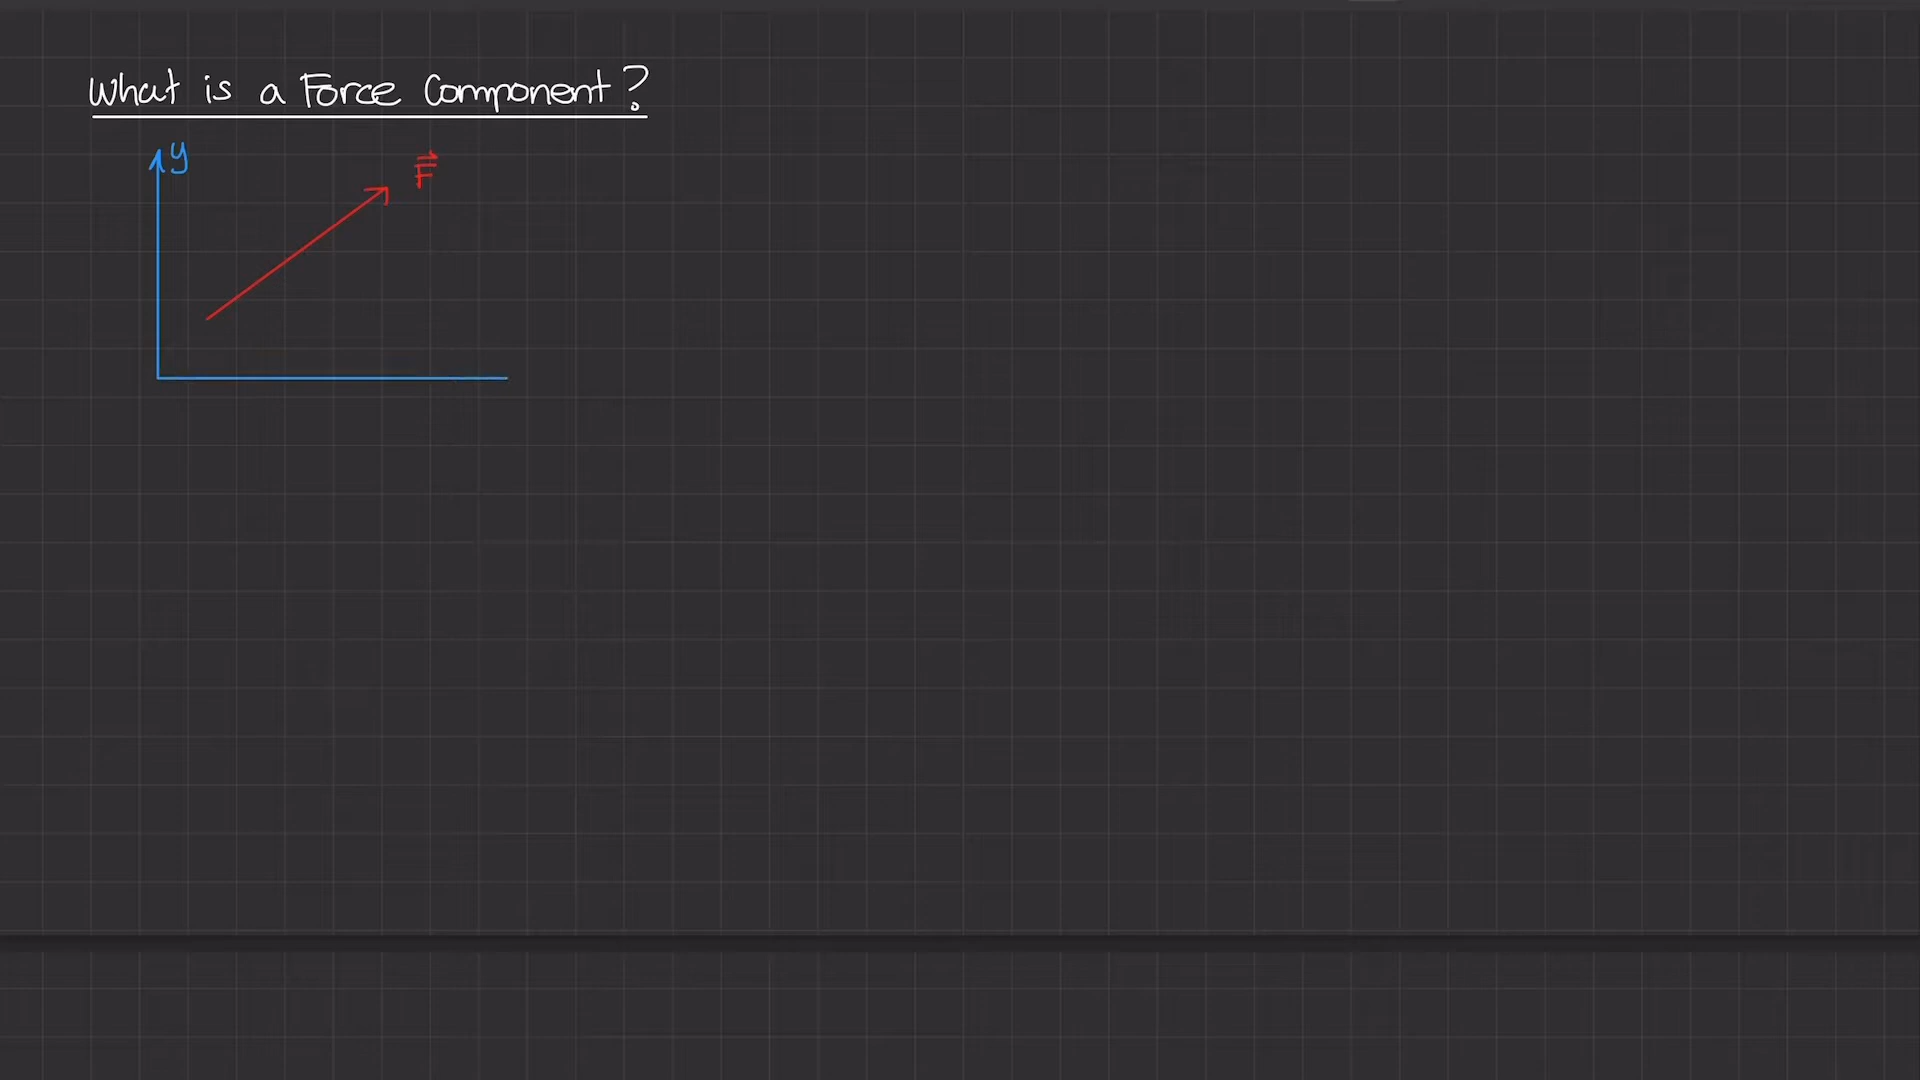 What is a Force Component?
y
F⃗